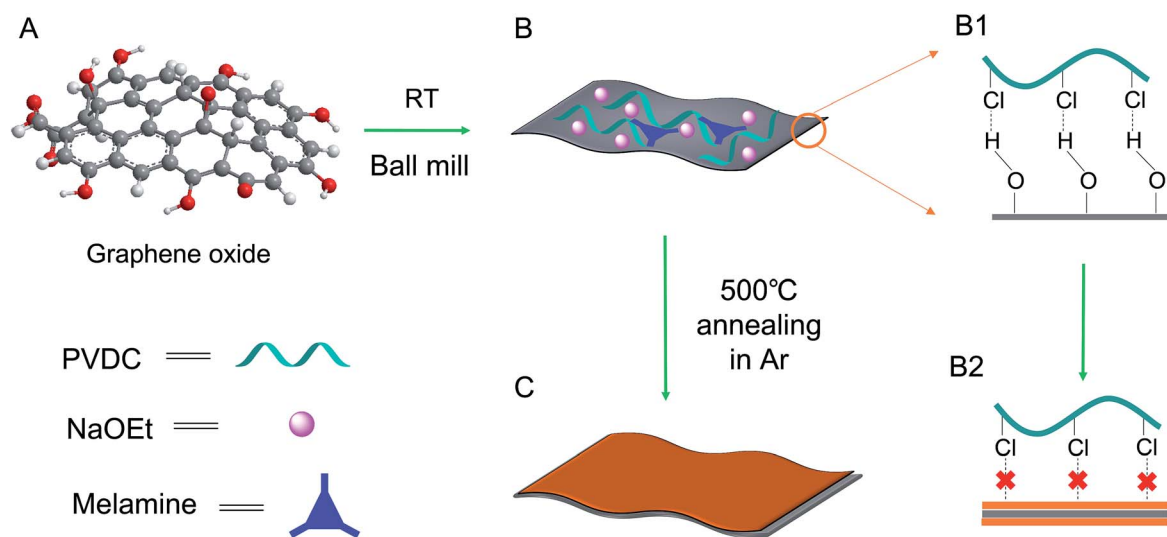 A
B
B1
RT
Ball mill
Graphene oxide
Cl Cl Cl
H H H
O O O
PVDC
NaOEt
Melamine
500℃
annealing
in Ar
C
B2
Cl Cl Cl